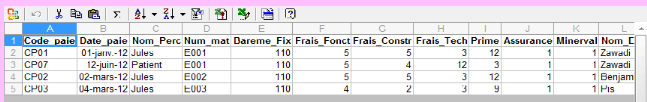 A B C D E F G H I J K L
1 Code_paie Date_paie Nom_Perc Num_mat Dareme_Fix Frais_Fonct Frais_Constr Frais_Tech Prime Assurance Minerval Nom_D
2 CP01 01-janv.-12 Jules E001 110 5 5 3 12 1 1 Zawadi
3 CP07 12-juin-12 Patient E001 110 5 4 12 3 1 1 Zawadi
4 CP02 02-mars-12 Jules E002 110 5 5 3 12 1 1 Benjam
5 CP03 04-mars-12 Jules E003 110 4 2 3 9 1 1 Pis